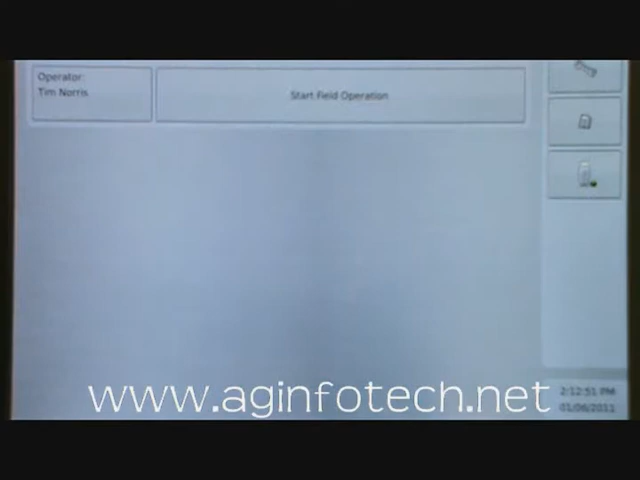 Operator:
Tim Norris
Start Field Operation
www.aginfotech.net
2:12:51 PM
01/06/2011